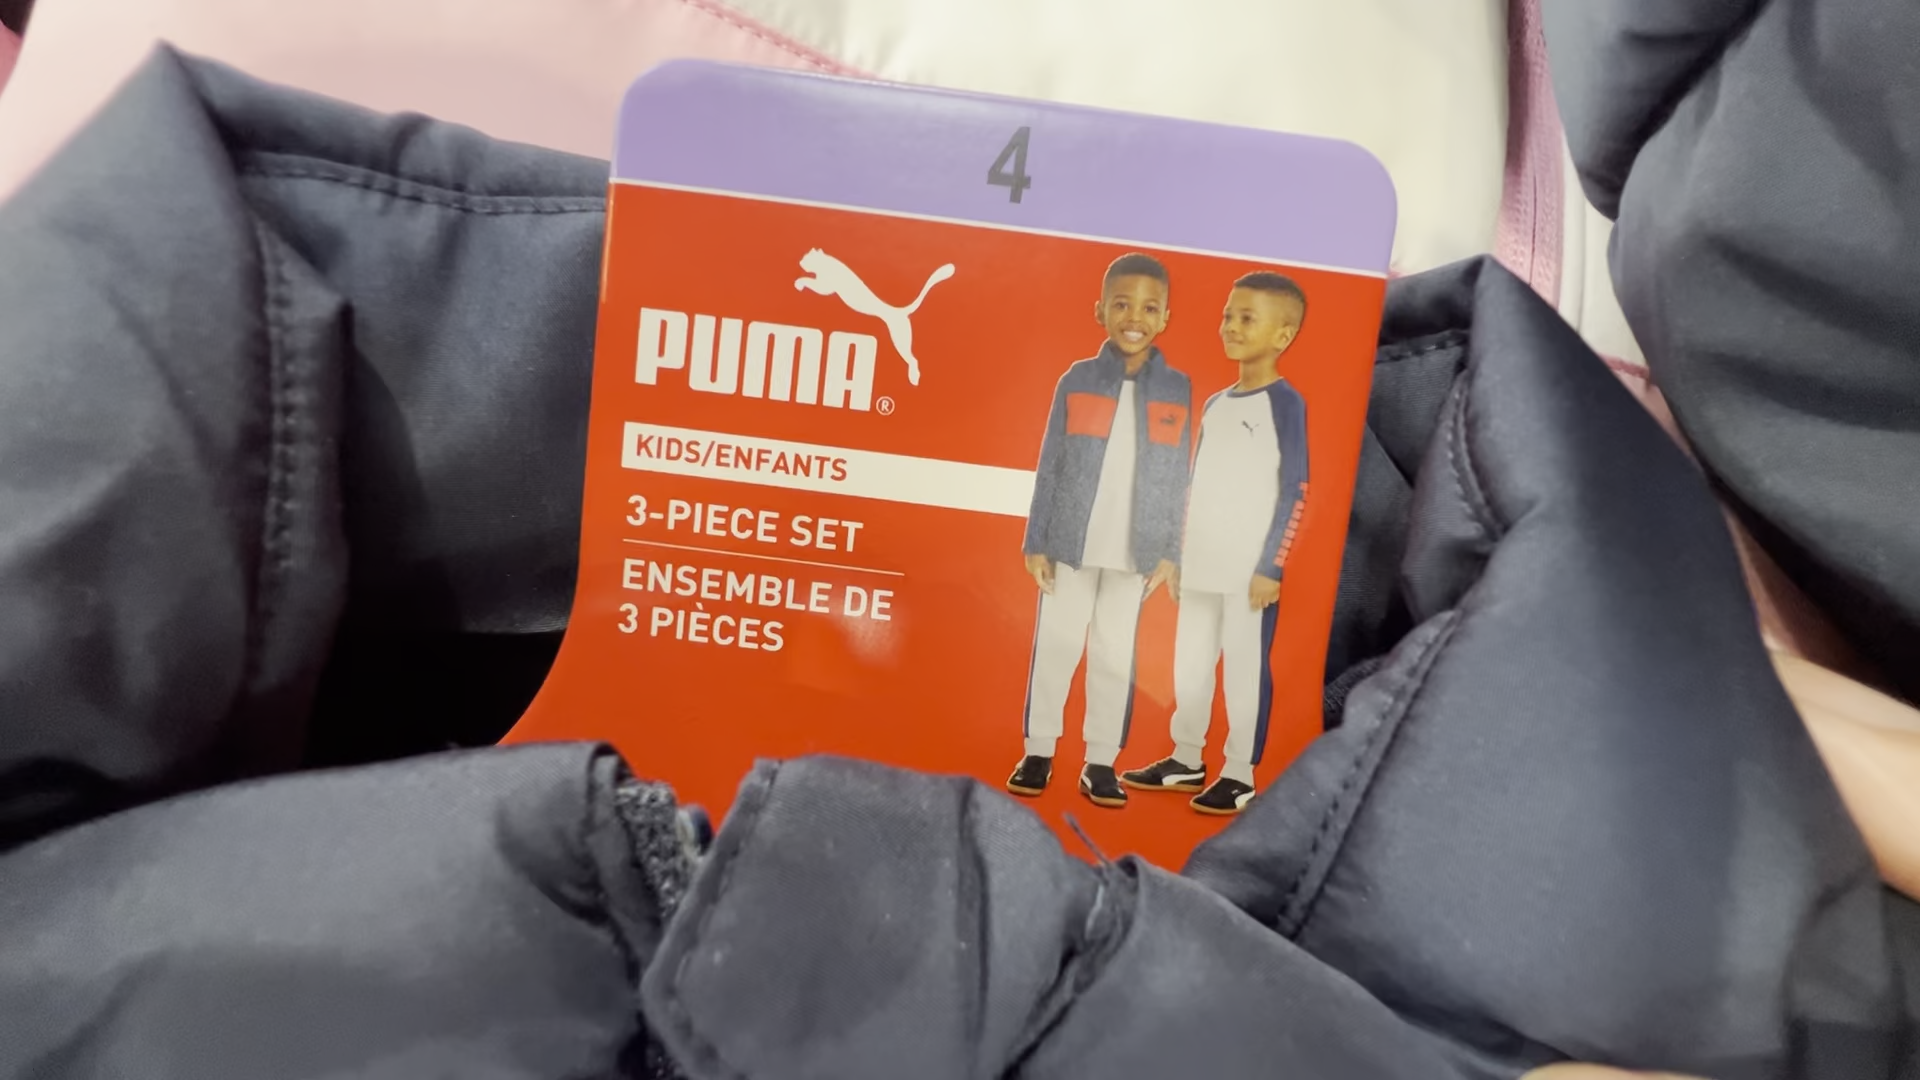 4
PUMA®
KIDS/ENFANTS
3-PIECE SET
ENSEMBLE DE
3 PIÈCES